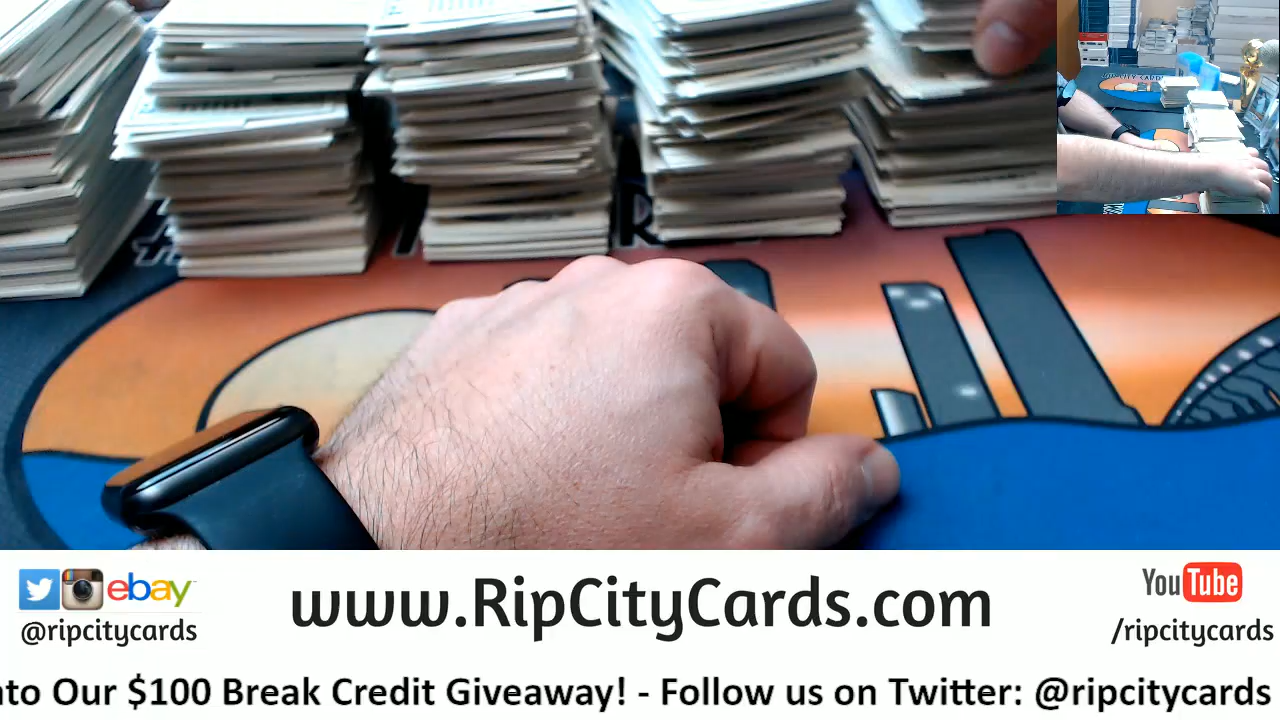 ebay
@ripcitycards
www.RipCityCards.com
YouTube
/ripcitycards
nto Our $100 Break Credit Giveaway! - Follow us on Twitter: @ripcitycards